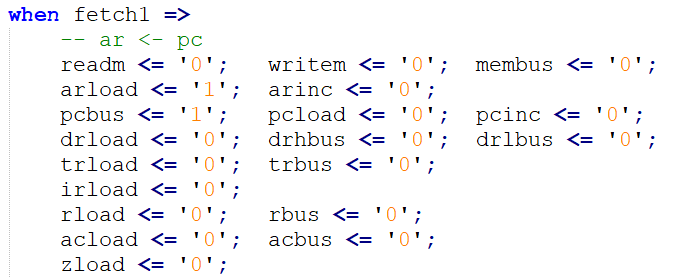 when fetch1 =>
-- ar <- pc
readm <= '0'; writem <= '0'; membus <= '0';
arload <= '1'; arinc <= '0';
pcbus <= '1'; pcload <= '0'; pcinc <= '0';
drload <= '0'; drhbus <= '0'; drlbus <= '0';
trload <= '0'; trbus <= '0';
irload <= '0';
rload <= '0'; rbus <= '0';
acload <= '0'; acbus <= '0';
zload <= '0';